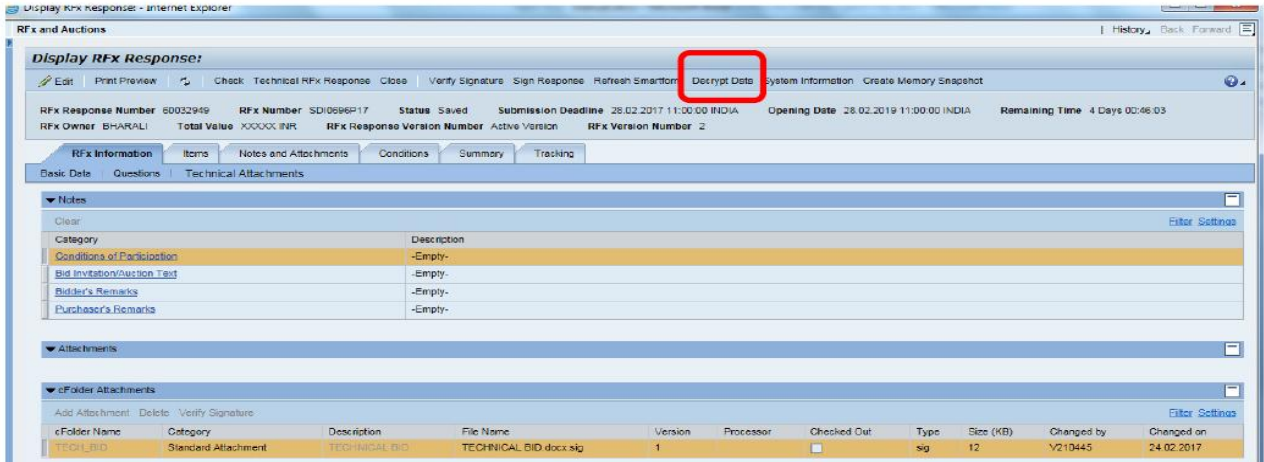 Display RFx Response: - Internet Explorer
RFx and Auctions History Back Forward
Display RFx Response:
Edit Print Preview Check Technical RFx Response Close Verify Signature Sign Response Refresh Smartform Decrypt Data System Information Create Memory Snapshot
RFx Response Number 60032949 RFx Number SDI0696P17 Status Saved Submission Deadline 28.02.2017 11:00:00 INDIA Opening Date 28.02.2019 11:00:00 INDIA Remaining Time 4 Days 00:46:03
RFx Owner BHARALI Total Value XXXXX INR RFx Response Version Number Active Version RFx Version Number 2
RFx Information Items Notes and Attachments Conditions Summary Tracking
Basic Data Questions Technical Attachments
Notes
Clear Filter Settings
Category Description
Conditions of Participation -Empty-
Bid Invitation/Auction Text -Empty-
Bidder's Remarks -Empty-
Purchaser's Remarks -Empty-
Attachments
cFolder Attachments
Add Attachment Delete Verify Signature Filter Settings
cFolder Name Category Description File Name Version Processor Checked Out Type Size (KB) Changed by Changed on
TECH_BID Standard Attachment TECHNICAL BID TECHNICAL BID.docx.sig 1 sig 12 V210445 24.02.2017